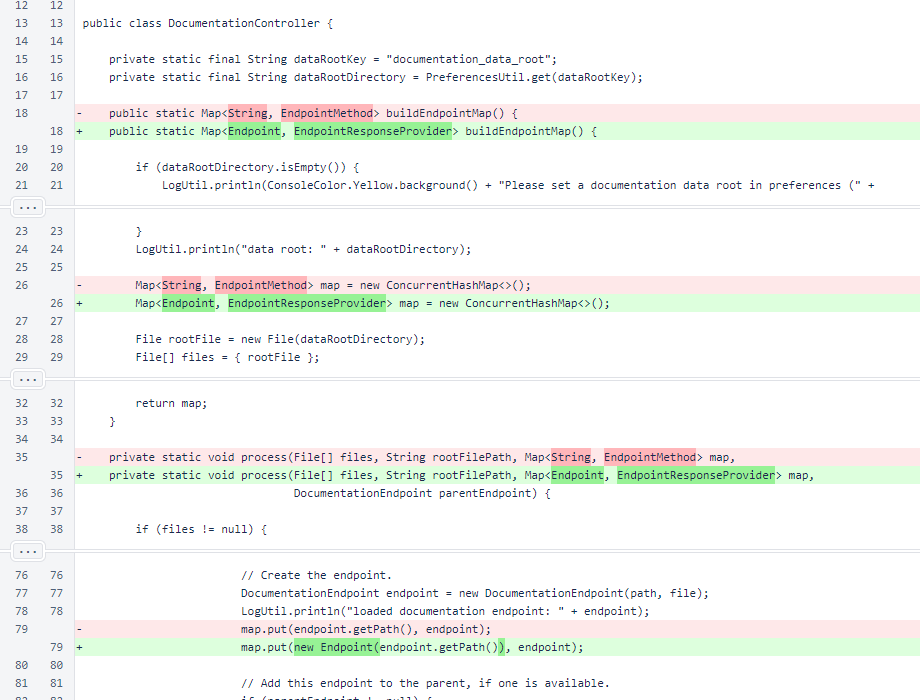 12 12
13 13 public class DocumentationController {
14 14
15 15 private static final String dataRootKey = "documentation_data_root";
16 16 private static final String dataRootDirectory = PreferencesUtil.get(dataRootKey);
17 17
18 - public static Map<String, EndpointMethod> buildEndpointMap() {
18 + public static Map<Endpoint, EndpointResponseProvider> buildEndpointMap() {
19 19
20 20 if (dataRootDirectory.isEmpty()) {
21 21 LogUtil.println(ConsoleColor.Yellow.background() + "Please set a documentation data root in preferences (" +
...
23 23 }
24 24 LogUtil.println("data root: " + dataRootDirectory);
25 25
26 - Map<String, EndpointMethod> map = new ConcurrentHashMap<>();
26 + Map<Endpoint, EndpointResponseProvider> map = new ConcurrentHashMap<>();
27 27
28 28 File rootFile = new File(dataRootDirectory);
29 29 File[] files = { rootFile };
...
32 32 return map;
33 33 }
34 34
35 - private static void process(File[] files, String rootFilePath, Map<String, EndpointMethod> map,
35 + private static void process(File[] files, String rootFilePath, Map<Endpoint, EndpointResponseProvider> map,
36 36 DocumentationEndpoint parentEndpoint) {
37 37
38 38 if (files != null) {
...
76 76 // Create the endpoint.
77 77 DocumentationEndpoint endpoint = new DocumentationEndpoint(path, file);
78 78 LogUtil.println("loaded documentation endpoint: " + endpoint);
79 - map.put(endpoint.getPath(), endpoint);
79 + map.put(new Endpoint(endpoint.getPath()), endpoint);
80 80
81 81 // Add this endpoint to the parent, if one is available.
82 82 if (parentEndpoint != null) {